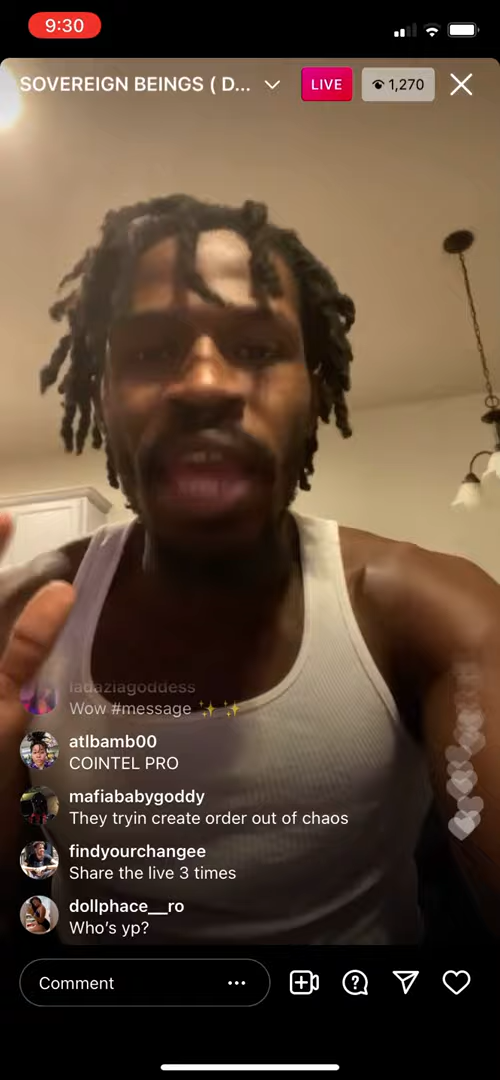 9:30
SOVEREIGN BEINGS ( D...
LIVE
1,270
ladaziagoddess
Wow #message ✨ ✨
atlbamb00
COINTEL PRO
mafiababygoddy
They tryin create order out of chaos
findyourchangee
Share the live 3 times
dollphace__ro
Who’s yp?
Comment